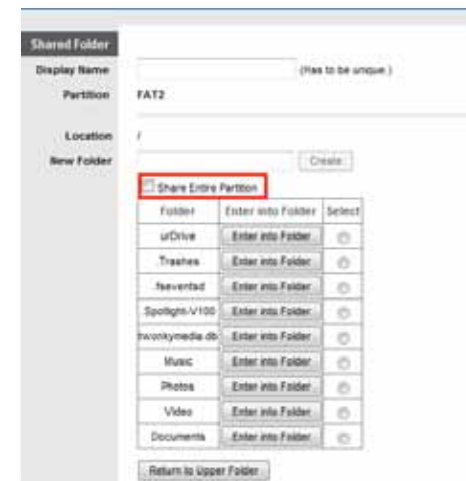 Shared Folder
Display Name (Has to be unique.)
Partition FAT2
Location /
New Folder Create
Share Entire Partition
Folder Enter into Folder Select
urDrive Enter into Folder
.Trashes Enter into Folder
.fseventsd Enter into Folder
.Spotlight-V100 Enter into Folder
twonkymedia.db Enter into Folder
Music Enter into Folder
Photos Enter into Folder
Video Enter into Folder
Documents Enter into Folder
Return to Upper Folder